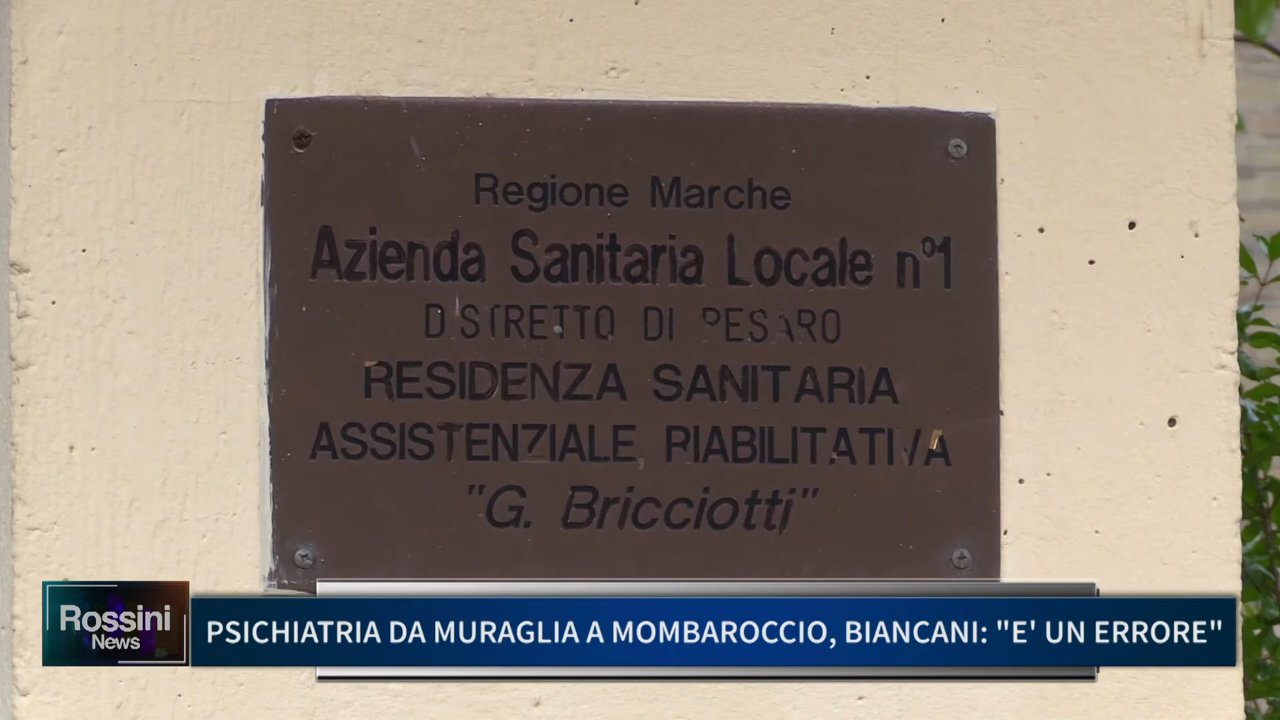 Regione Marche
Azienda Sanitaria Locale nº1
DISTRETTO DI PESARO
RESIDENZA SANITARIA
ASSISTENZIALE RIABILITATIVA
"G. Bricciotti"
Rossini
News
PSICHIATRIA DA MURAGLIA A MOMBAROCCIO, BIANCANI: "E' UN ERRORE"